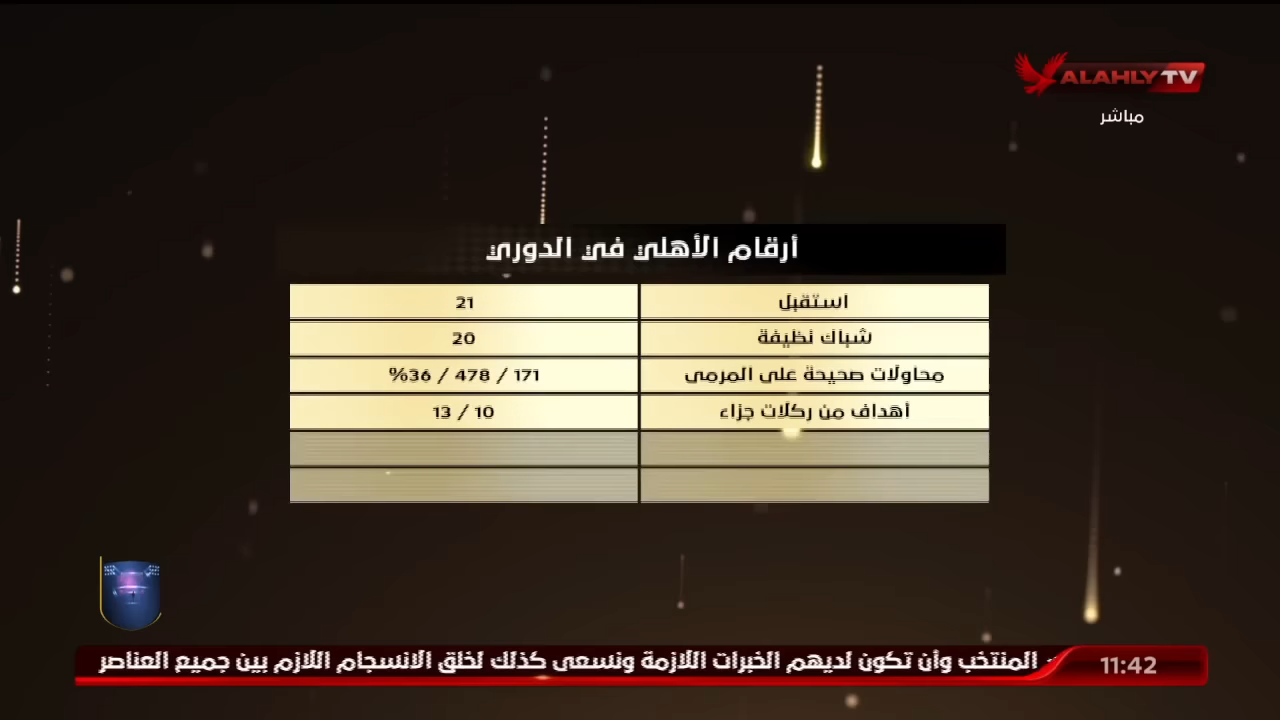 ALAHLY TV
مباشر
أرقام الأهلي في الدوري
استقبل 21
شباك نظيفة 20
محاولات صحيحة على المرمى 171 / 478 / 36%
أهداف من ركلات جزاء 10 / 13
11:42 المنتخب وأن تكون لديهم الخبرات اللازمة ونسعى كذلك لخلق الانسجام اللازم بين جميع العناصر